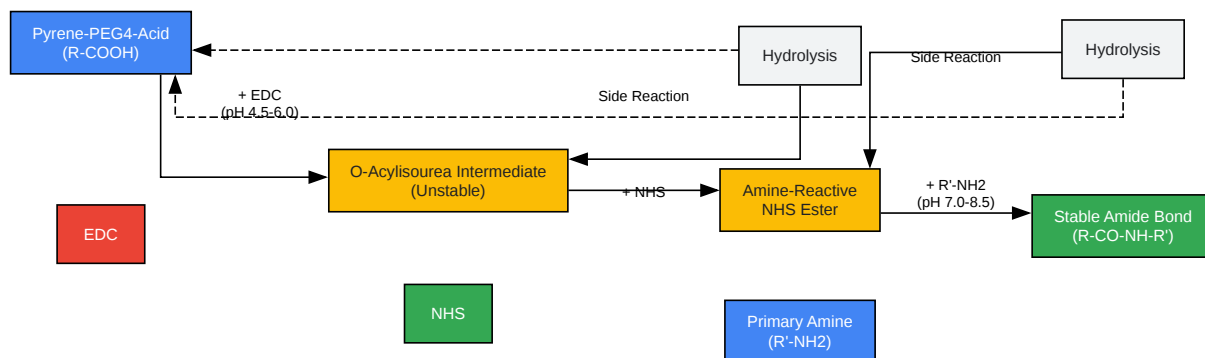 Pyrene-PEG4-Acid
(R-COOH)
Hydrolysis
Hydrolysis
Side Reaction
+ EDC
(pH 4.5-6.0)
Side Reaction
O-Acylisourea Intermediate
(Unstable)
+ NHS
Amine-Reactive
NHS Ester
+ R'-NH2
(pH 7.0-8.5)
Stable Amide Bond
(R-CO-NH-R')
EDC
NHS
Primary Amine
(R'-NH2)